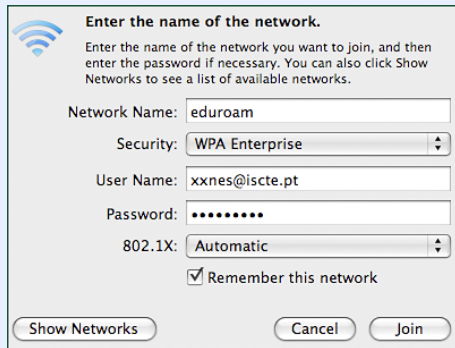 Enter the name of the network.
Enter the name of the network you want to join, and then
enter the password if necessary. You can also click Show
Networks to see a list of available networks.
Network Name: eduroam
Security: WPA Enterprise
User Name: xxnes@iscte.pt
Password: •••••••••
802.1X: Automatic
Remember this network
Show Networks Cancel Join